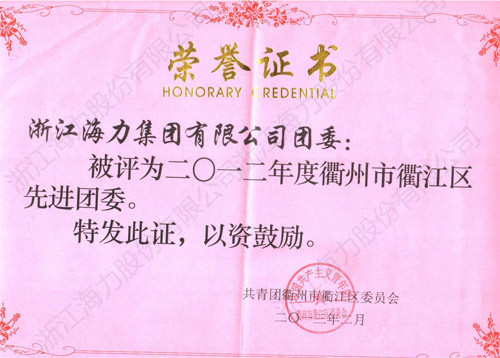 荣誉证书
HONORARY CREDENTIAL
浙江海力集团有限公司团委：
被评为二〇一二年度衢州市衢江区
先进团委。
特发此证，以资鼓励。
共青团衢州市衢江区委员会